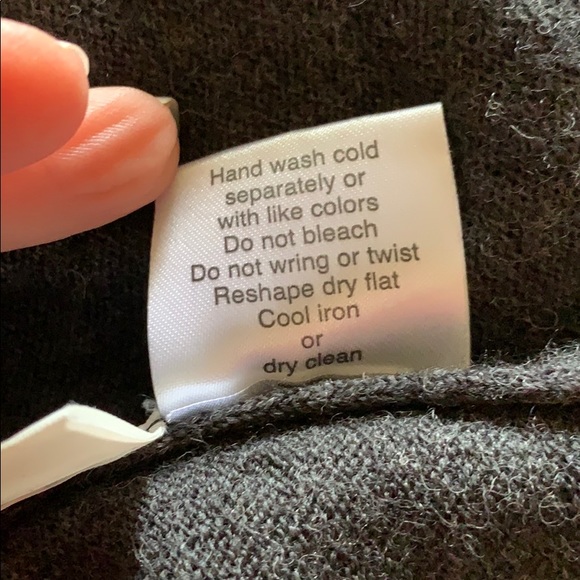 Hand wash cold
separately or
with like colors
Do not bleach
Do not wring or twist
Reshape dry flat
Cool iron
or
dry clean